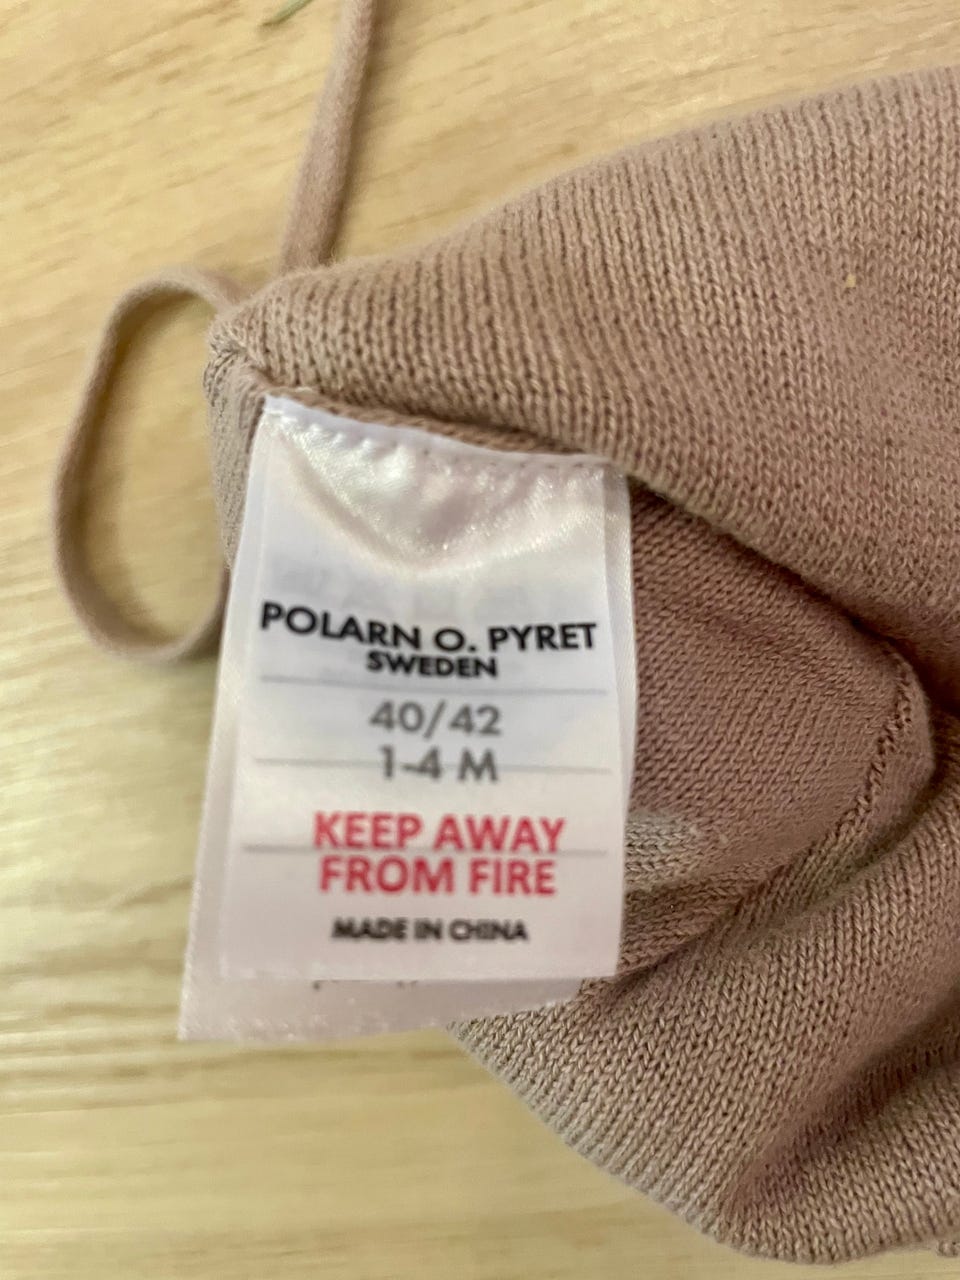 POLARN O. PYRET
SWEDEN
40/42
1-4 M
KEEP AWAY
FROM FIRE
MADE IN CHINA